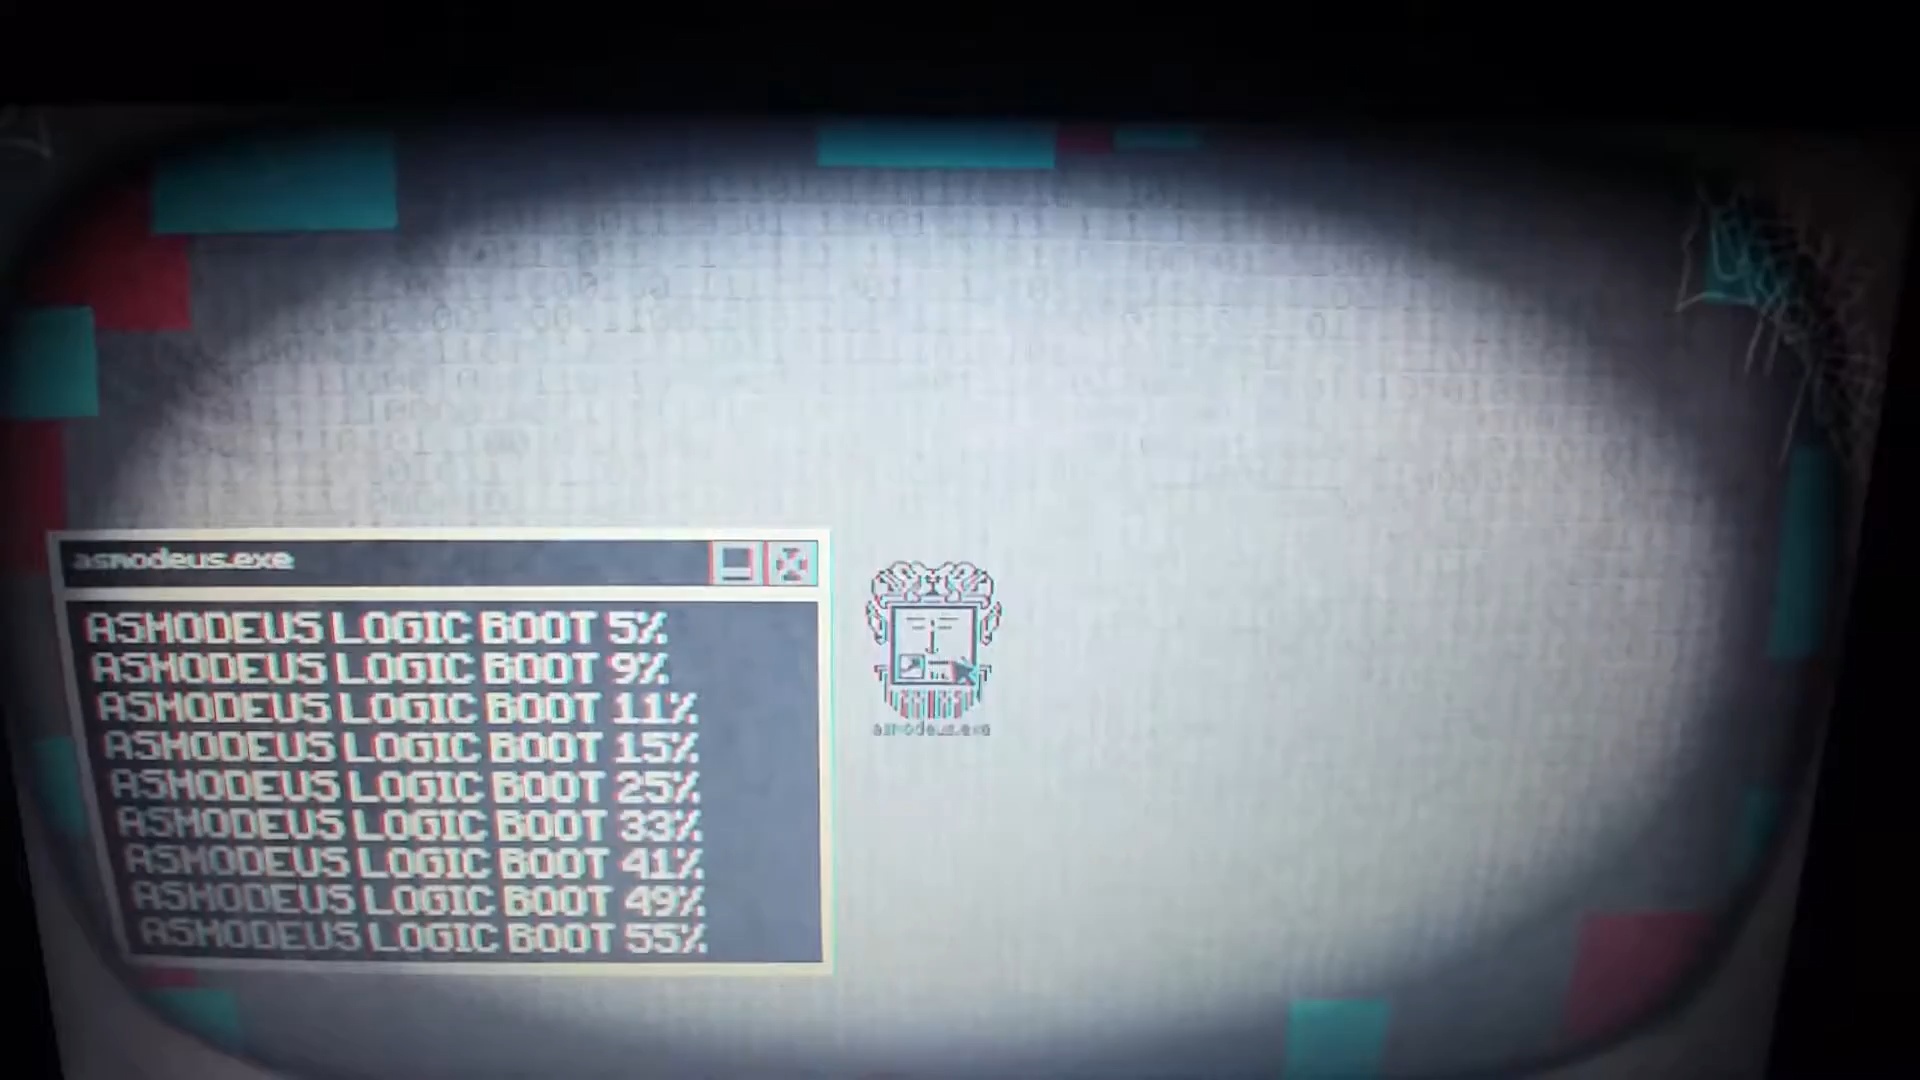 asmodeus.exe
ASMODEUS LOGIC BOOT 5%
ASMODEUS LOGIC BOOT 9%
ASMODEUS LOGIC BOOT 11%
ASMODEUS LOGIC BOOT 15%
ASMODEUS LOGIC BOOT 25%
ASMODEUS LOGIC BOOT 33%
ASMODEUS LOGIC BOOT 41%
ASMODEUS LOGIC BOOT 49%
ASMODEUS LOGIC BOOT 55%
asmodeus.exe